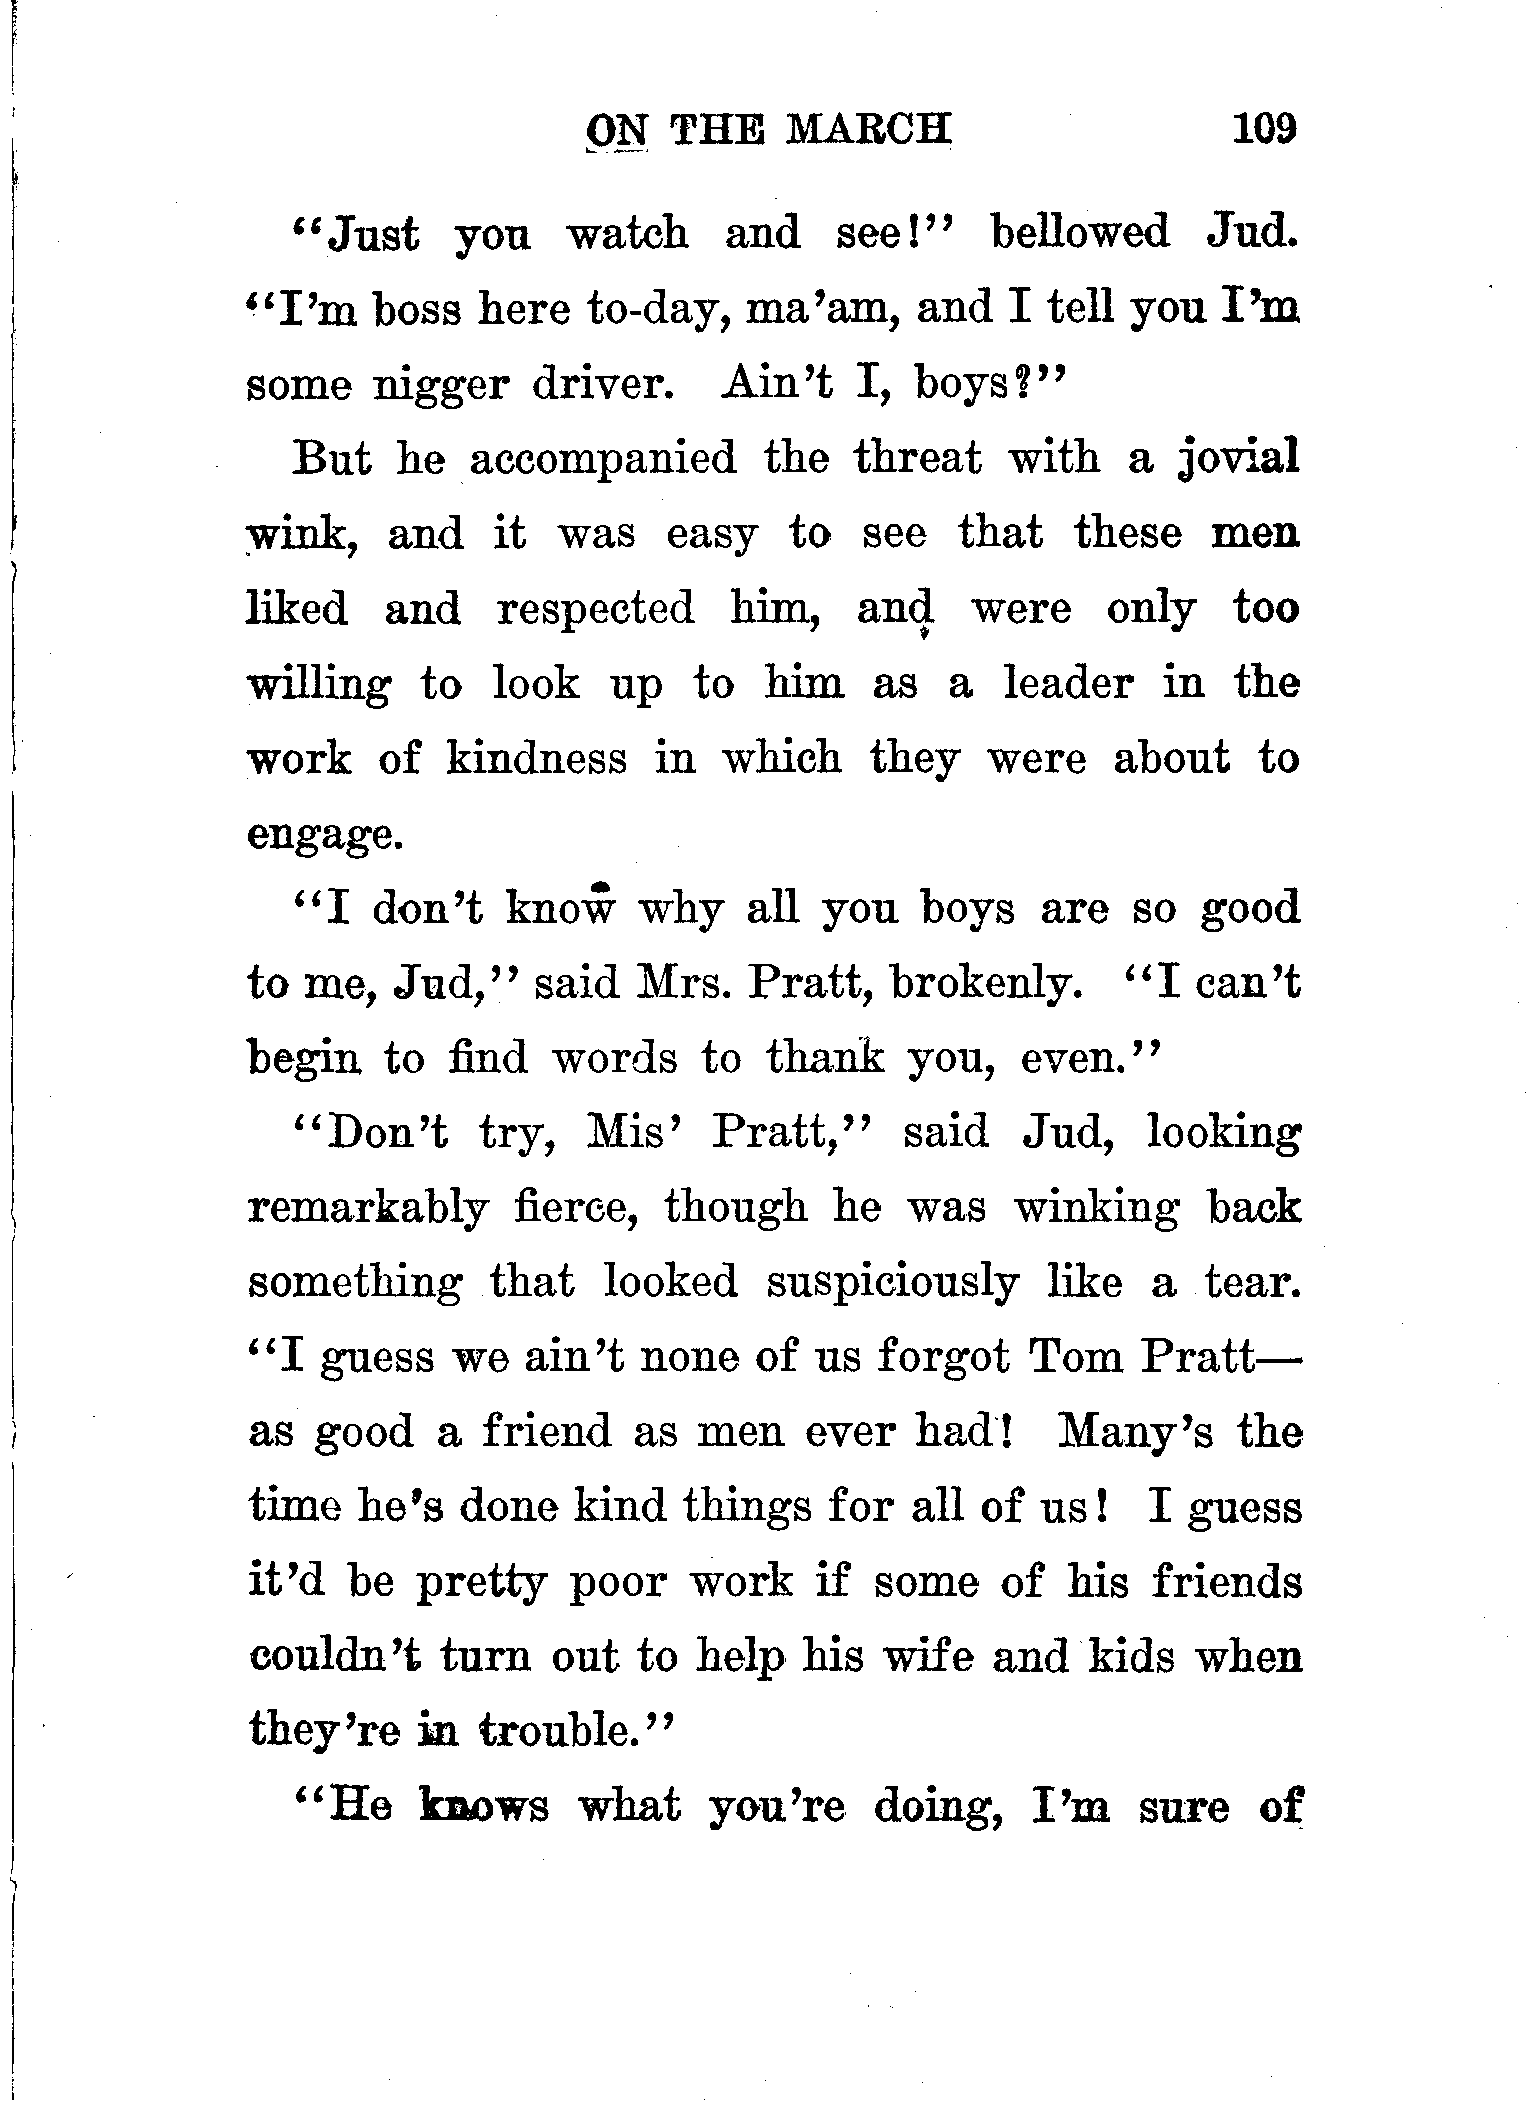 ON THE MARCH 109
"Just you watch and see!" bellowed Jud.
"I'm boss here to-day, ma'am, and I tell you I'm
some nigger driver. Ain't I, boys?"
But he accompanied the threat with a jovial
wink, and it was easy to see that these men
liked and respected him, and were only too
willing to look up to him as a leader in the
work of kindness in which they were about to
engage.
"I don't know why all you boys are so good
to me, Jud," said Mrs. Pratt, brokenly. "I can't
begin to find words to thank you, even."
"Don't try, Mis' Pratt," said Jud, looking
remarkably fierce, though he was winking back
something that looked suspiciously like a tear.
"I guess we ain't none of us forgot Tom Pratt—
as good a friend as men ever had! Many's the
time he's done kind things for all of us! I guess
it'd be pretty poor work if some of his friends
couldn't turn out to help his wife and kids when
they're in trouble."
"He knows what you're doing, I'm sure of